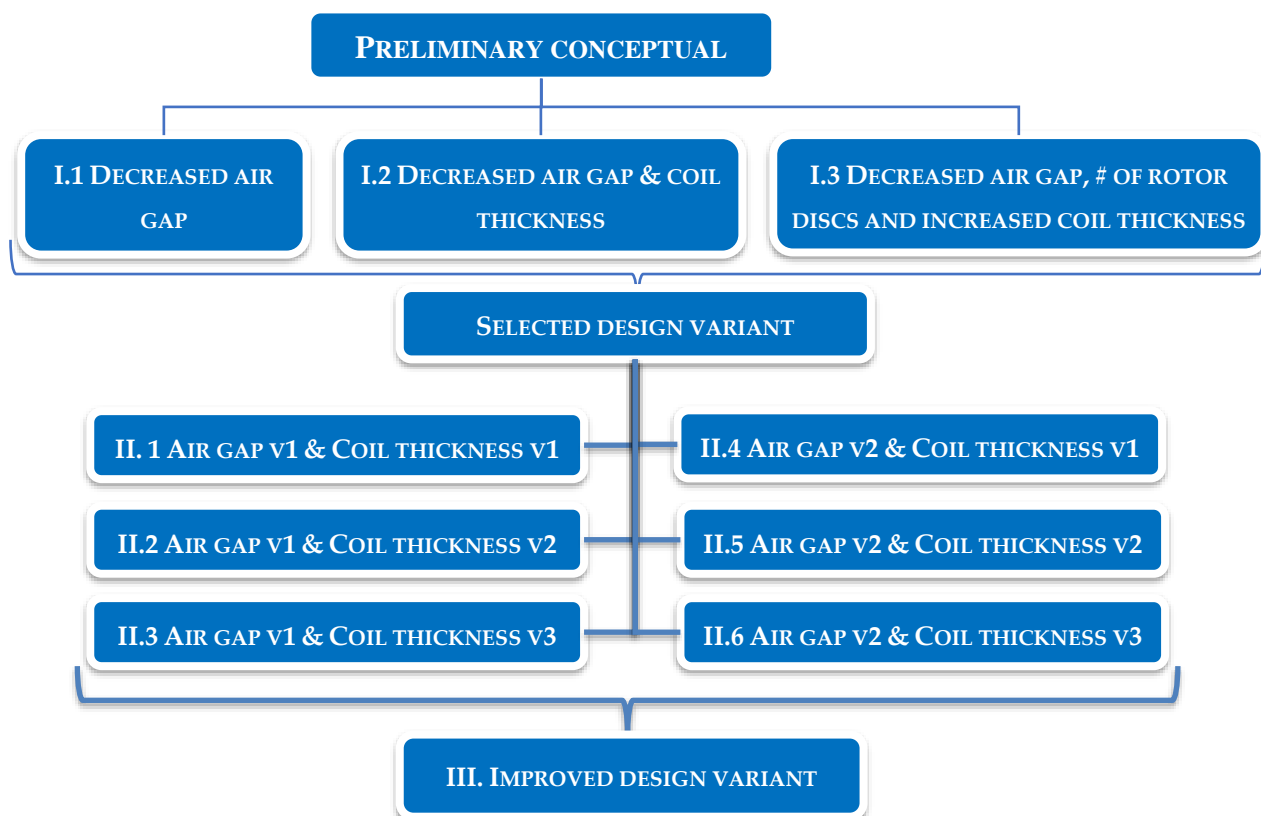 PRELIMINARY CONCEPTUAL
I.1 DECREASED AIR
GAP
I.2 DECREASED AIR GAP & COIL
THICKNESS
I.3 DECREASED AIR GAP, # OF ROTOR
DISCS AND INCREASED COIL THICKNESS
SELECTED DESIGN VARIANT
II. 1 AIR GAP V1 & COIL THICKNESS V1
II.4 AIR GAP V2 & COIL THICKNESS V1
II.2 AIR GAP V1 & COIL THICKNESS V2
II.5 AIR GAP V2 & COIL THICKNESS V2
II.3 AIR GAP V1 & COIL THICKNESS V3
II.6 AIR GAP V2 & COIL THICKNESS V3
III. IMPROVED DESIGN VARIANT